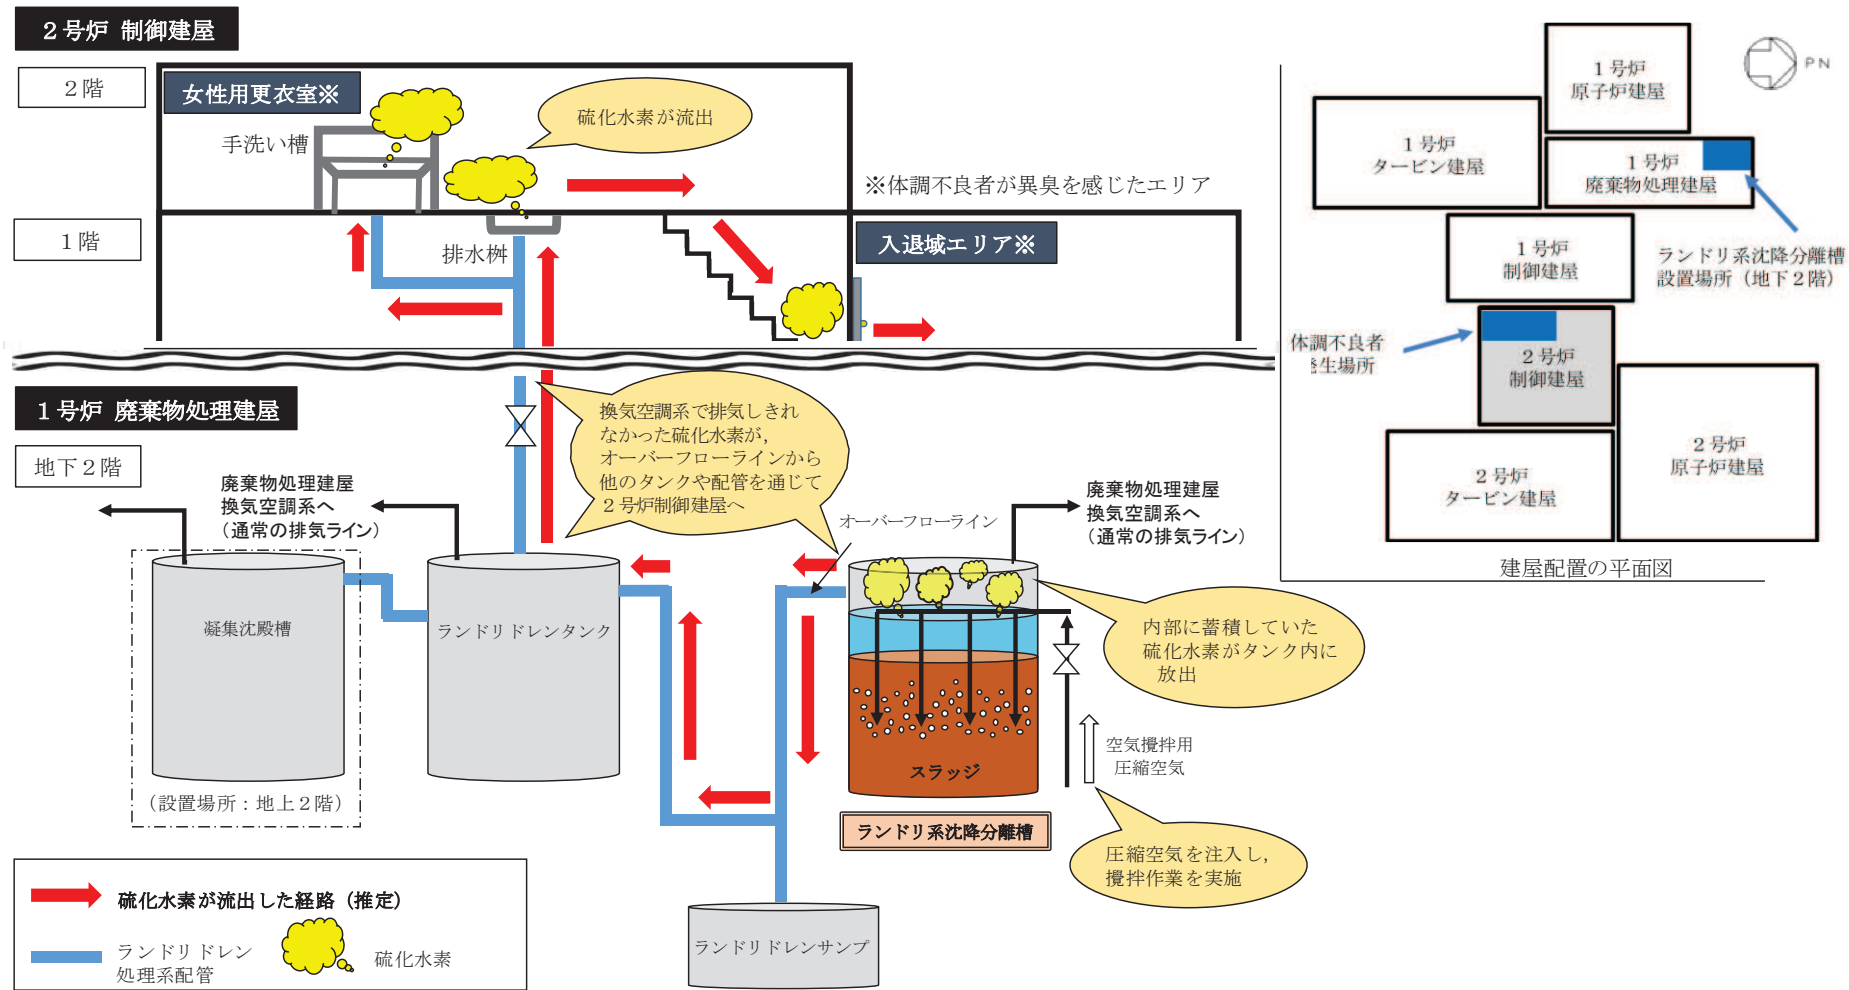 2号炉 制御建屋
2階
女性用更衣室※
手洗い槽
硫化水素が流出
※体調不良者が異臭を感じたエリア
1階
排水桝
入退域エリア※
1号炉 廃棄物処理建屋
地下2階
換気空調系で排気しきれ
なかった硫化水素が，
オーバーフローラインから
他のタンクや配管を通じて
2号炉制御建屋へ
廃棄物処理建屋
換気空調系へ
（通常の排気ライン）
オーバーフローライン
廃棄物処理建屋
換気空調系へ
（通常の排気ライン）
凝集沈殿槽
（設置場所：地上2階）
ランドリドレンタンク
内部に蓄積していた
硫化水素がタンク内に
放出
スラッジ
空気攪拌用
圧縮空気
ランドリ系沈降分離槽
圧縮空気を注入し，
攪拌作業を実施
ランドリドレンサンプ
硫化水素が流出した経路（推定）
ランドリドレン
処理系配管
硫化水素
PN
1号炉
原子炉建屋
1号炉
タービン建屋
1号炉
廃棄物処理建屋
1号炉
制御建屋
ランドリ系沈降分離槽
設置場所（地下2階）
体調不良者
発生場所
2号炉
制御建屋
2号炉
原子炉建屋
2号炉
タービン建屋
建屋配置の平面図